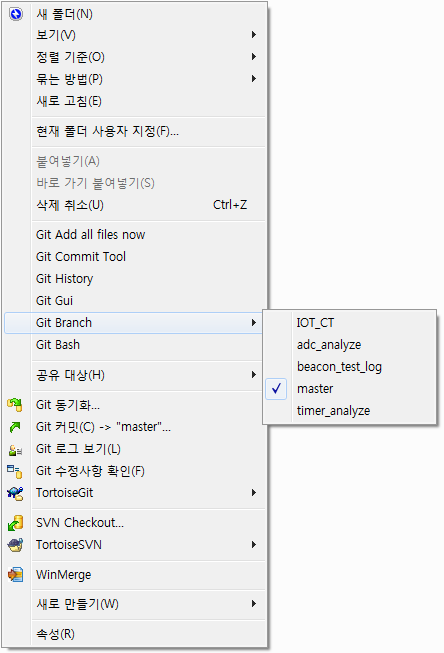 새 폴더(N)
보기(V)
정렬 기준(O)
묶는 방법(P)
새로 고침(E)
현재 폴더 사용자 지정(F)...
붙여넣기(A)
바로 가기 붙여넣기(S)
삭제 취소(U) Ctrl+Z
Git Add all files now
Git Commit Tool
Git History
Git Gui
Git Branch
Git Bash
IOT_CT
adc_analyze
beacon_test_log
master
timer_analyze
공유 대상(H)
Git 동기화...
Git 커밋(C) -> "master"...
Git 로그 보기(L)
Git 수정사항 확인(F)
TortoiseGit
SVN Checkout...
TortoiseSVN
WinMerge
새로 만들기(W)
속성(R)